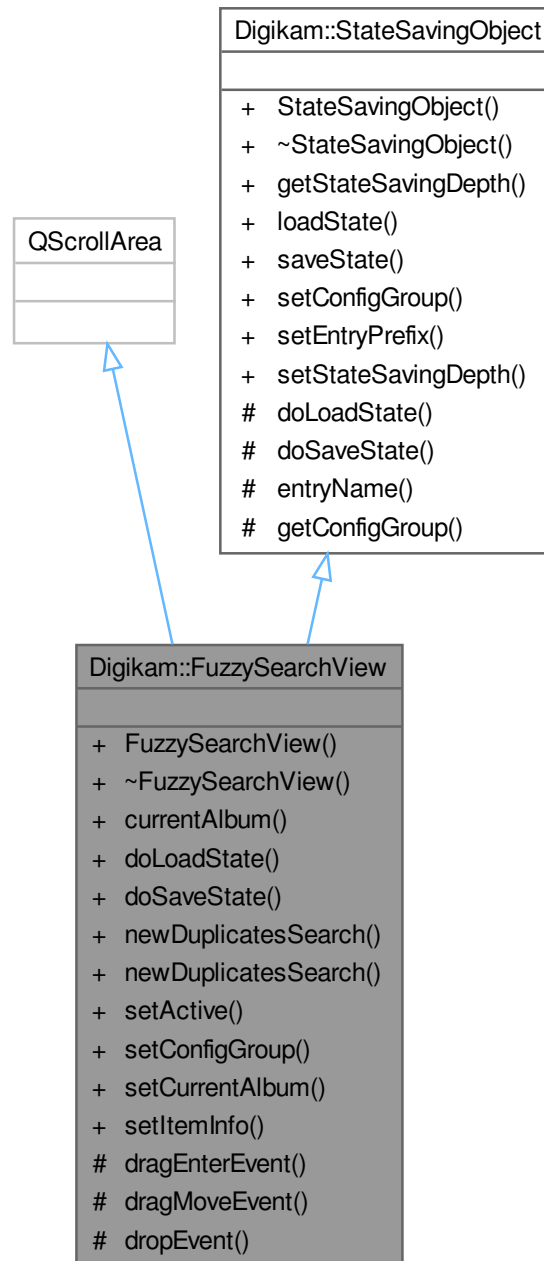 Digikam::StateSavingObject
+ StateSavingObject()
+ ~StateSavingObject()
+ getStateSavingDepth()
+ loadState()
+ saveState()
+ setConfigGroup()
+ setEntryPrefix()
+ setStateSavingDepth()
# doLoadState()
# doSaveState()
# entryName()
# getConfigGroup()
QScrollArea
Digikam::FuzzySearchView
+ FuzzySearchView()
+ ~FuzzySearchView()
+ currentAlbum()
+ doLoadState()
+ doSaveState()
+ newDuplicatesSearch()
+ newDuplicatesSearch()
+ setActive()
+ setConfigGroup()
+ setCurrentAlbum()
+ setItemInfo()
# dragEnterEvent()
# dragMoveEvent()
# dropEvent()